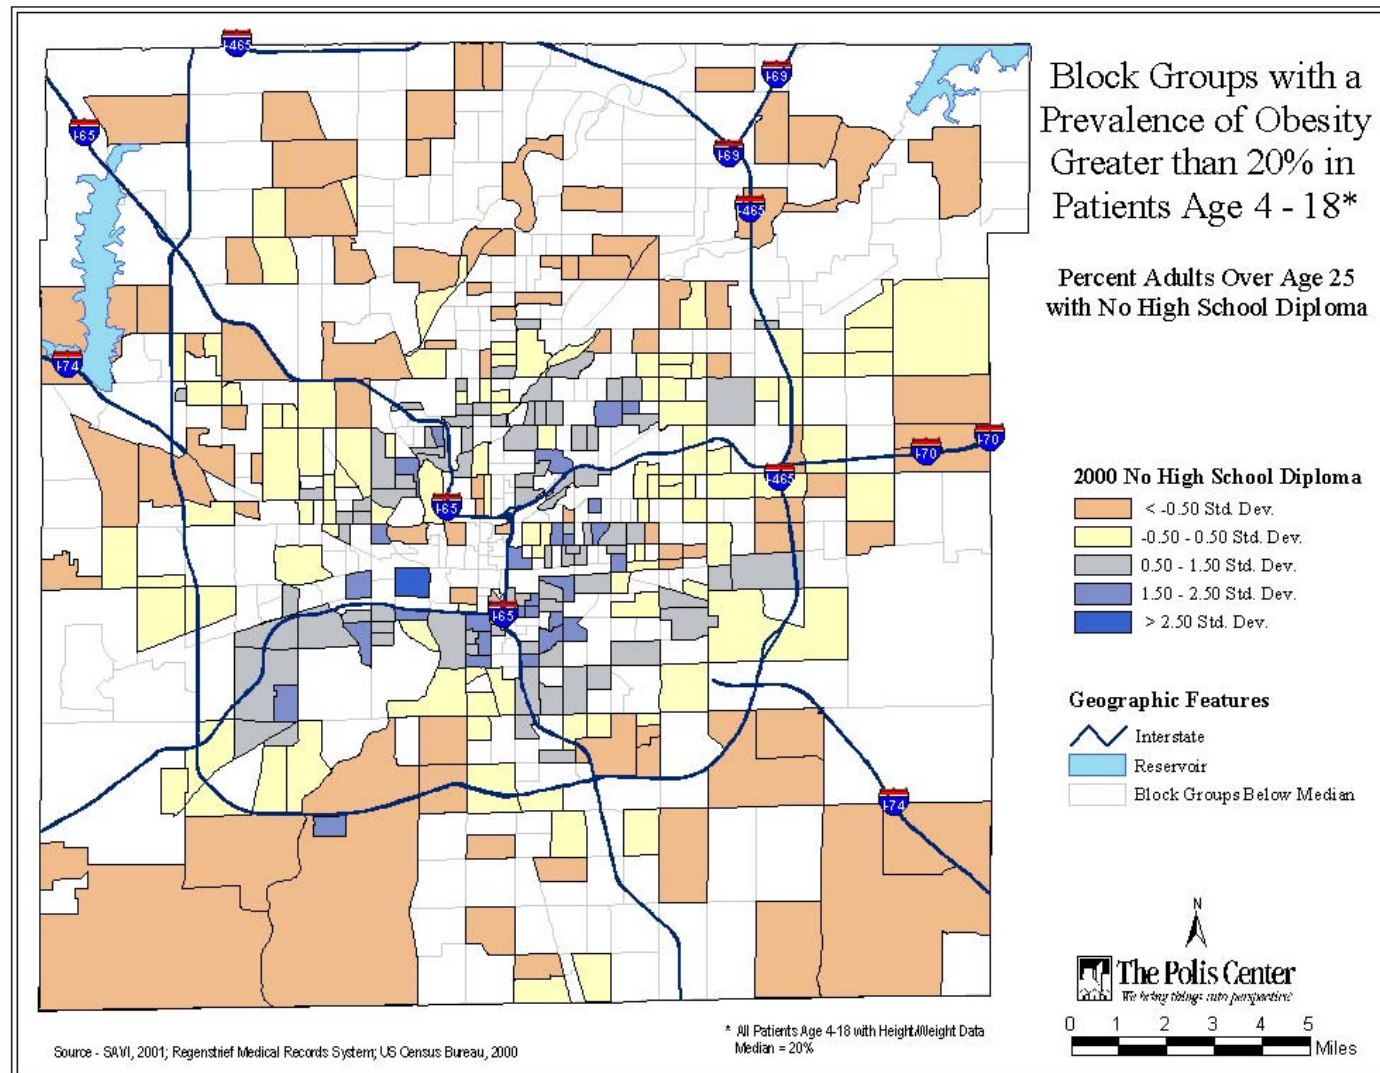 Block Groups with a
Prevalence of Obesity
Greater than 20% in
Patients Age 4 - 18*
Percent Adults Over Age 25
with No High School Diploma
2000 No High School Diploma
< -0.50 Std. Dev.
-0.50 - 0.50 Std. Dev.
0.50 - 1.50 Std. Dev.
1.50 - 2.50 Std. Dev.
> 2.50 Std. Dev.
Geographic Features
Interstate
Reservoir
Block Groups Below Median
N
The Polis Center
We bring things into perspective
0 1 2 3 4 5
Miles
I-465
I-69
I-65
I-69
I-465
I-74
I-70
I-70
I-465
I-65
I-65
I-74
* All Patients Age 4-18 with Height/Weight Data
Median = 20%
Source - SAVI, 2001; Regenstrief Medical Records System; US Census Bureau, 2000